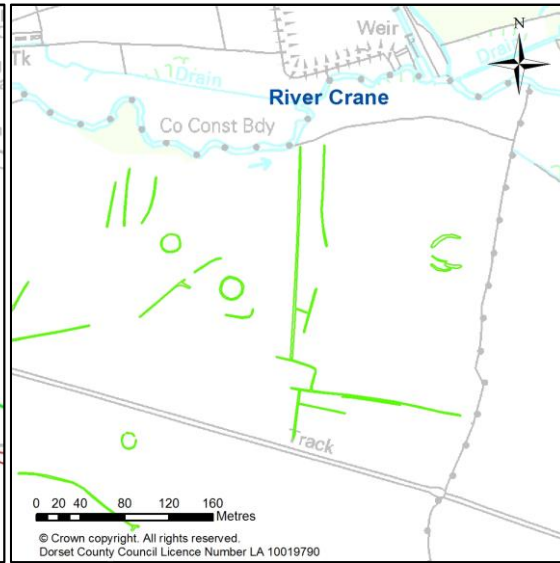 Weir
N
Tk
Drain
Drain
River Crane
Co Const Bdy
Track
0 20 40 80 120 160
Metres
© Crown copyright. All rights reserved.
Dorset County Council Licence Number LA 10019790